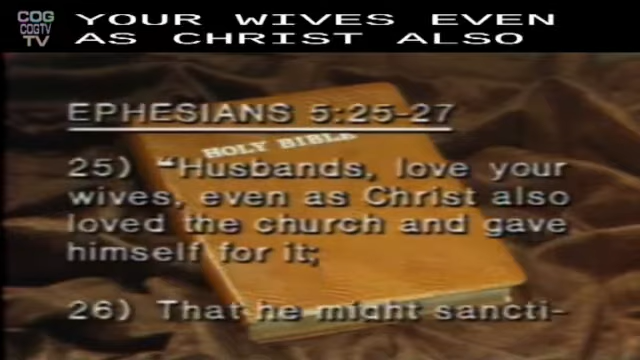 COG
COGTV
TV
YOUR WIVES EVEN
AS CHRIST ALSO
EPHESIANS 5:25-27
HOLY BIBLE
25) “Husbands, love your
wives, even as Christ also
loved the church and gave
himself for it;
26) That he might sancti-